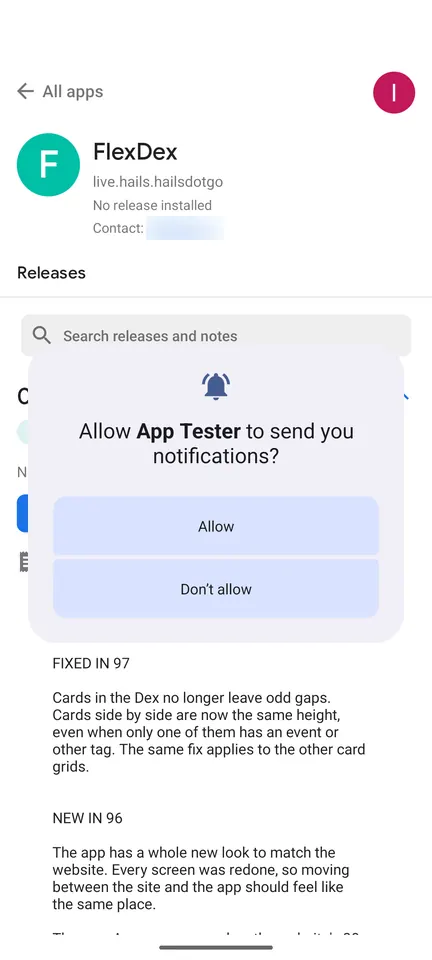 All apps
I
F
FlexDex
live.hails.hailsdotgo
No release installed
Contact:
Releases
Search releases and notes
Allow App Tester to send you
notifications?
Allow
Don't allow
FIXED IN 97
Cards in the Dex no longer leave odd gaps.
Cards side by side are now the same height,
even when only one of them has an event or
other tag. The same fix applies to the other card
grids.
NEW IN 96
The app has a whole new look to match the
website. Every screen was redone, so moving
between the site and the app should feel like
the same place.